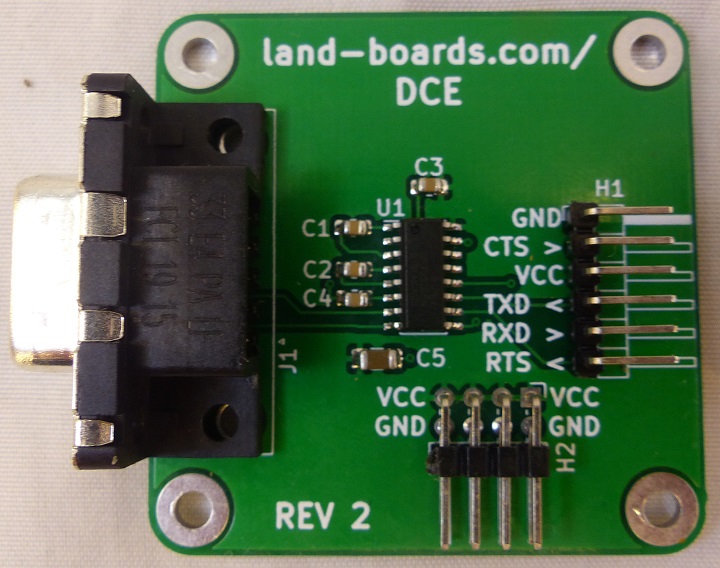 land-boards.com/
DCE
C3
H1
U1
GND
C1
CTS >
C2
VCC
C4
TXD <
RXD >
J1
C5
RTS <
VCC
VCC
GND
GND
H2
REV 2